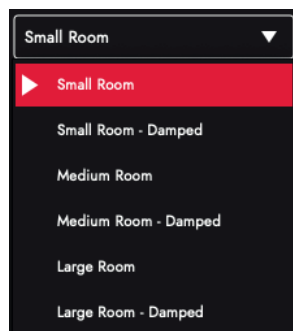 Small Room
Small Room
Small Room - Damped
Medium Room
Medium Room - Damped
Large Room
Large Room - Damped